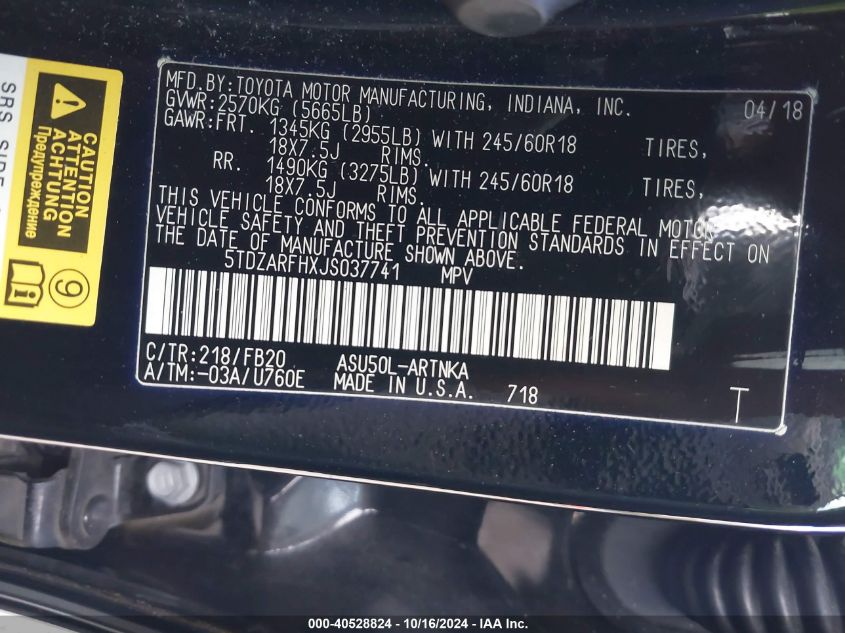 SRS SIDE
CAUTION
ATTENTION
ACHTUNG
Предупреждение
9
MFD.BY:TOYOTA MOTOR MANUFACTURING, INDIANA, INC. 04/18
GVWR:2570KG (5665LB)
GAWR:FRT. 1345KG (2955LB) WITH 245/60R18 TIRES,
18X7.5J RIMS.
RR. 1490KG (3275LB) WITH 245/60R18 TIRES,
18X7.5J RIMS.
THIS VEHICLE CONFORMS TO ALL APPLICABLE FEDERAL MOTOR
VEHICLE SAFETY AND THEFT PREVENTION STANDARDS IN EFFECT ON
THE DATE OF MANUFACTURE SHOWN ABOVE.
5TDZARFHXJS037741 MPV
C/TR:218/FB20 ASU50L-ARTNKA
A/TM:-03A/U760E MADE IN U.S.A. 718
T
000-40528824 - 10/16/2024 - IAA Inc.